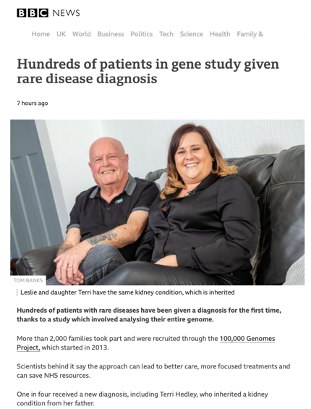 BBC NEWS
Home UK World Business Politics Tech Science Health Family &
Hundreds of patients in gene study given
rare disease diagnosis
7 hours ago
TOM BANKS
Leslie and daughter Terri have the same kidney condition, which is inherited
Hundreds of patients with rare diseases have been given a diagnosis for the first time,
thanks to a study which involved analysing their entire genome.
More than 2,000 families took part and were recruited through the 100,000 Genomes
Project, which started in 2013.
Scientists behind it say the approach can lead to better care, more focused treatments and
can save NHS resources.
One in four received a new diagnosis, including Terri Hedley, who inherited a kidney
condition from her father.